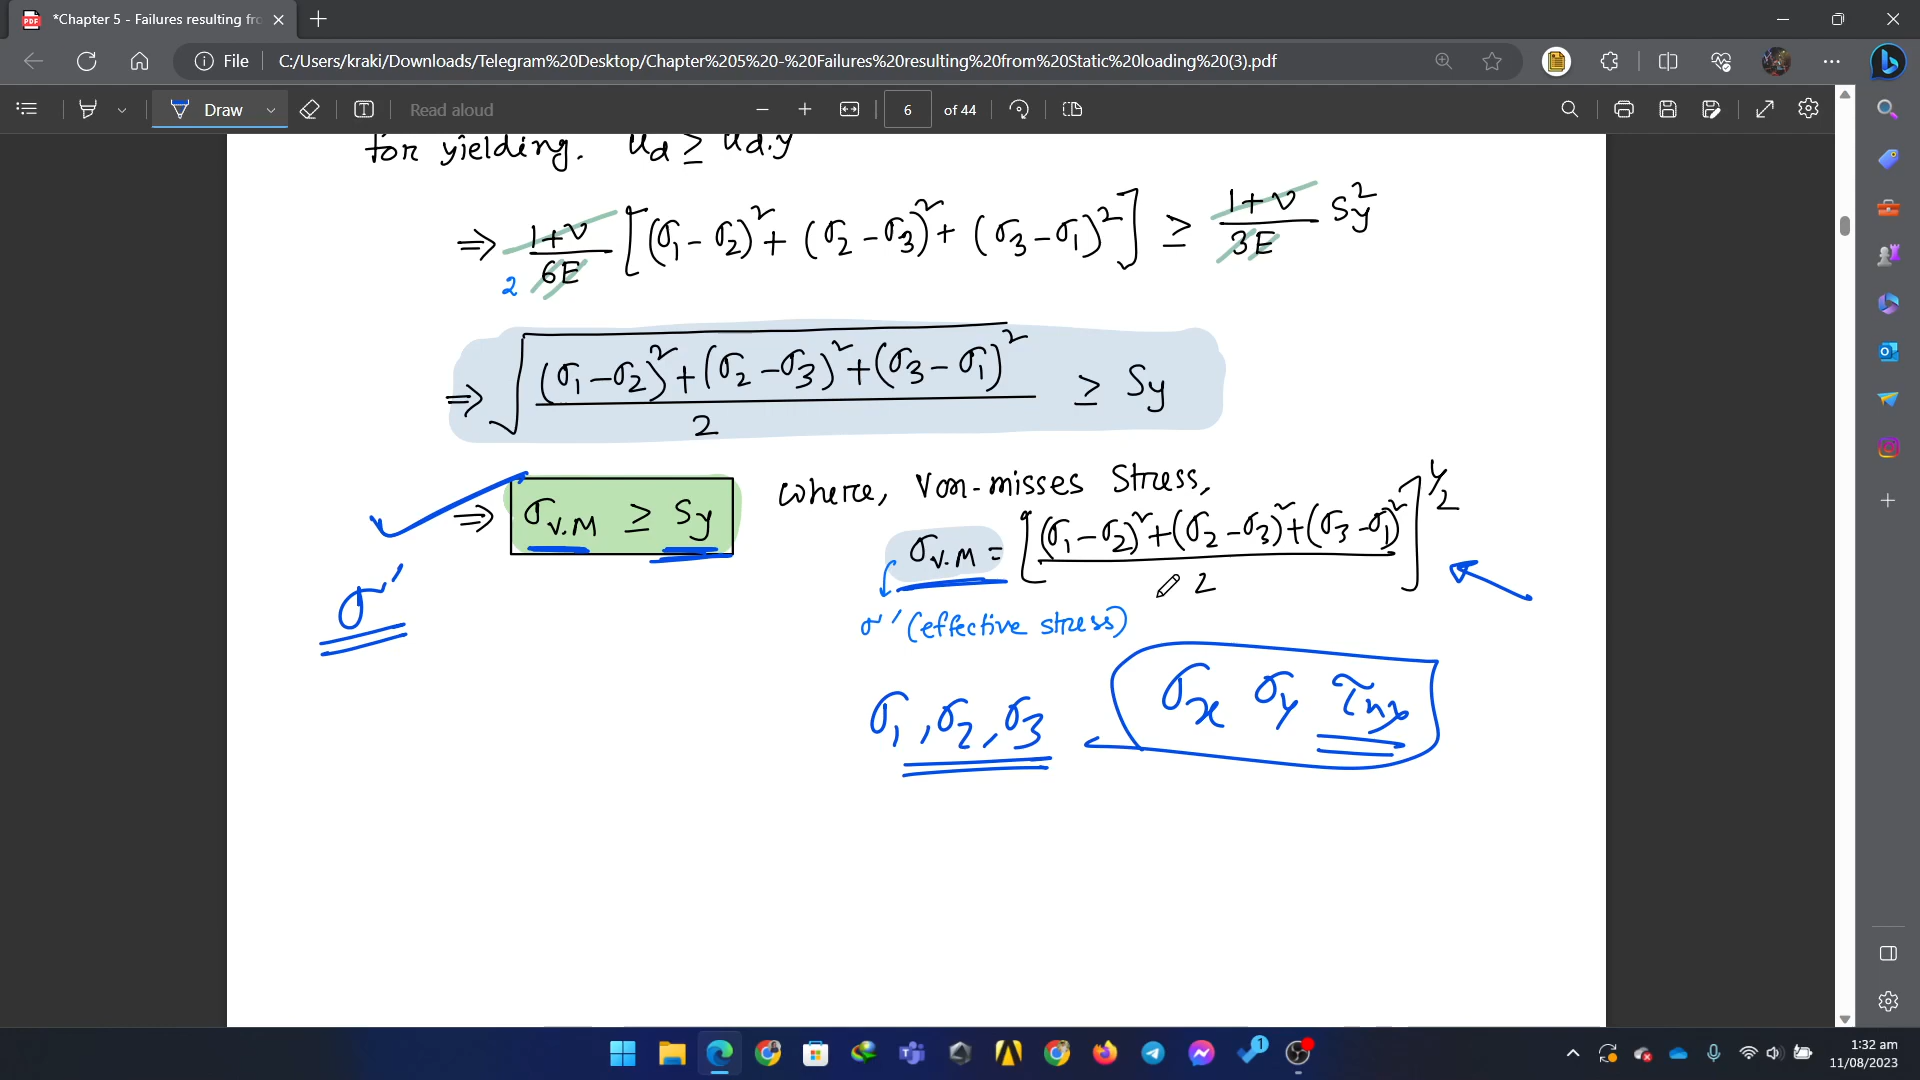 *Chapter 5 - Failures resulting fro
File
C:/Users/kraki/Downloads/Telegram%20Desktop/Chapter%205%20-%20Failures%20resulting%20from%20Static%20loading%20(3).pdf
Draw
Read aloud
6
of 44
for yielding. u_d ≥ u_d.y
⇒ 1+ν/6E [(σ1 - σ2)² + (σ2 - σ3)² + (σ3 - σ1)²] ≥ 1+ν/3E Sy²
2
⇒ √((σ1 - σ2)² + (σ2 - σ3)² + (σ3 - σ1)²/2) ≥ Sy
⇒ σv.M ≥ Sy
where, Von-misses Stress,
σv.M = [(σ1 - σ2)² + (σ2 - σ3)² + (σ3 - σ1)²/2]^1/2
σ'
σ' (effective stress)
σ1, σ2, σ3
σx σy τxy
1
1:32 am
11/08/2023